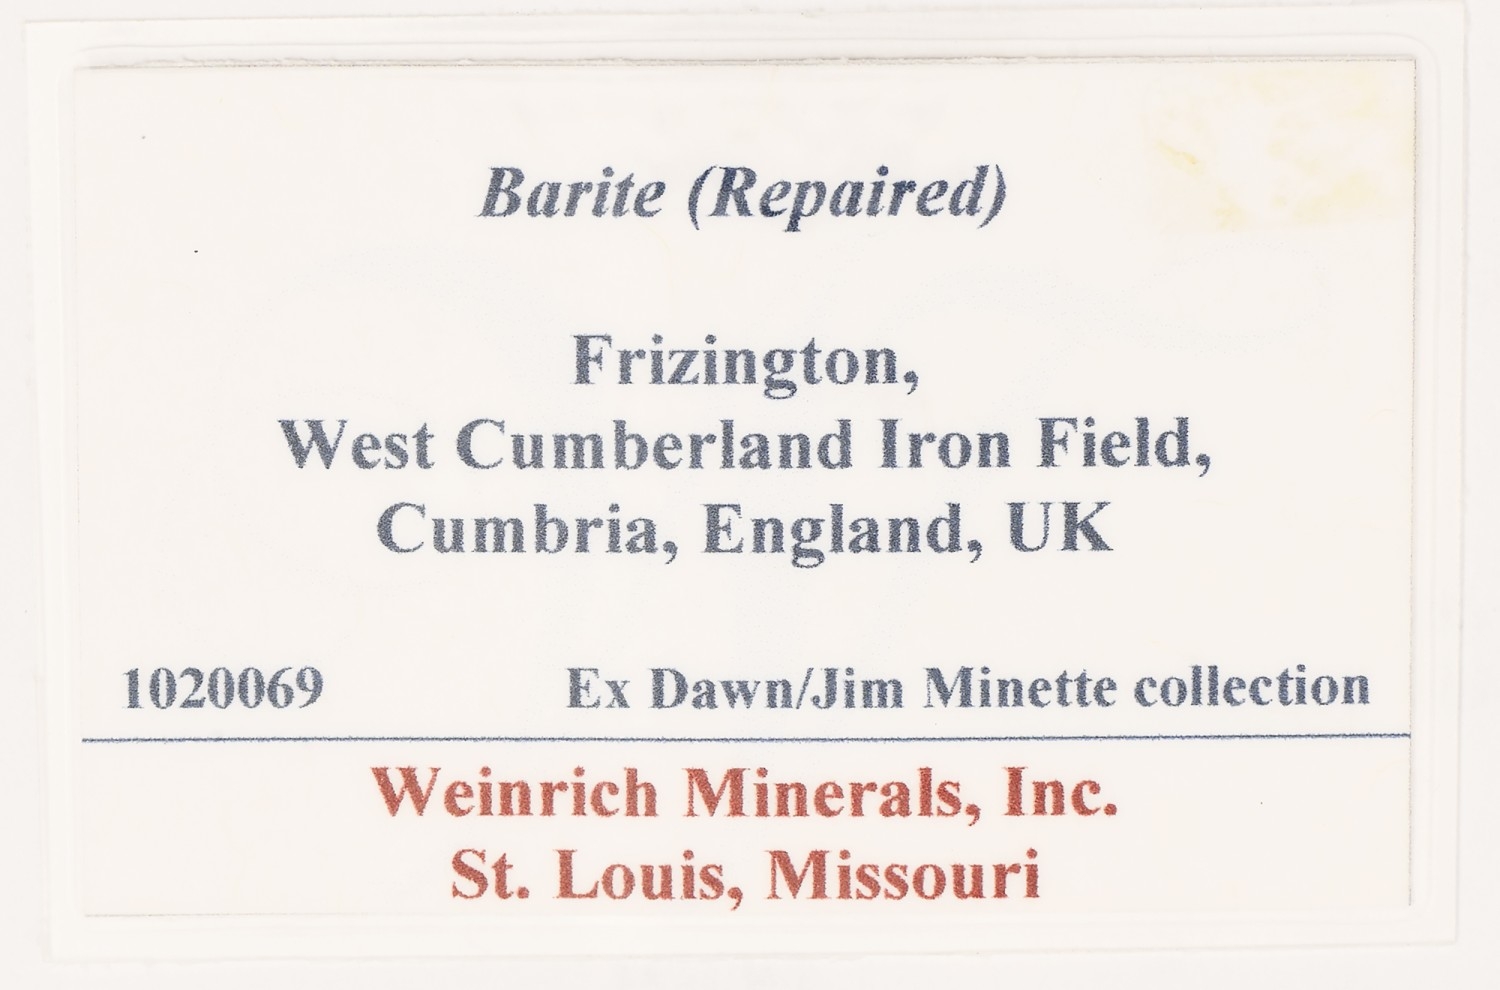 Barite (Repaired)
Frizington,
West Cumberland Iron Field,
Cumbria, England, UK
1020069 Ex Dawn/Jim Minette collection
Weinrich Minerals, Inc.
St. Louis, Missouri